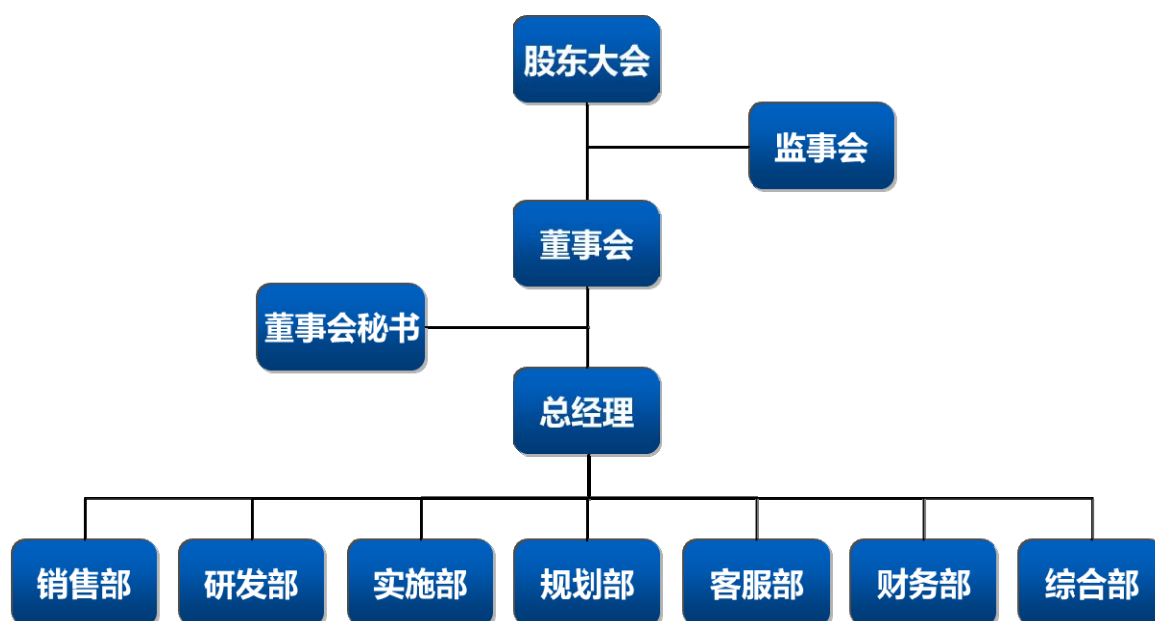 股东大会
监事会
董事会
董事会秘书
总经理
销售部
研发部
实施部
规划部
客服部
财务部
综合部